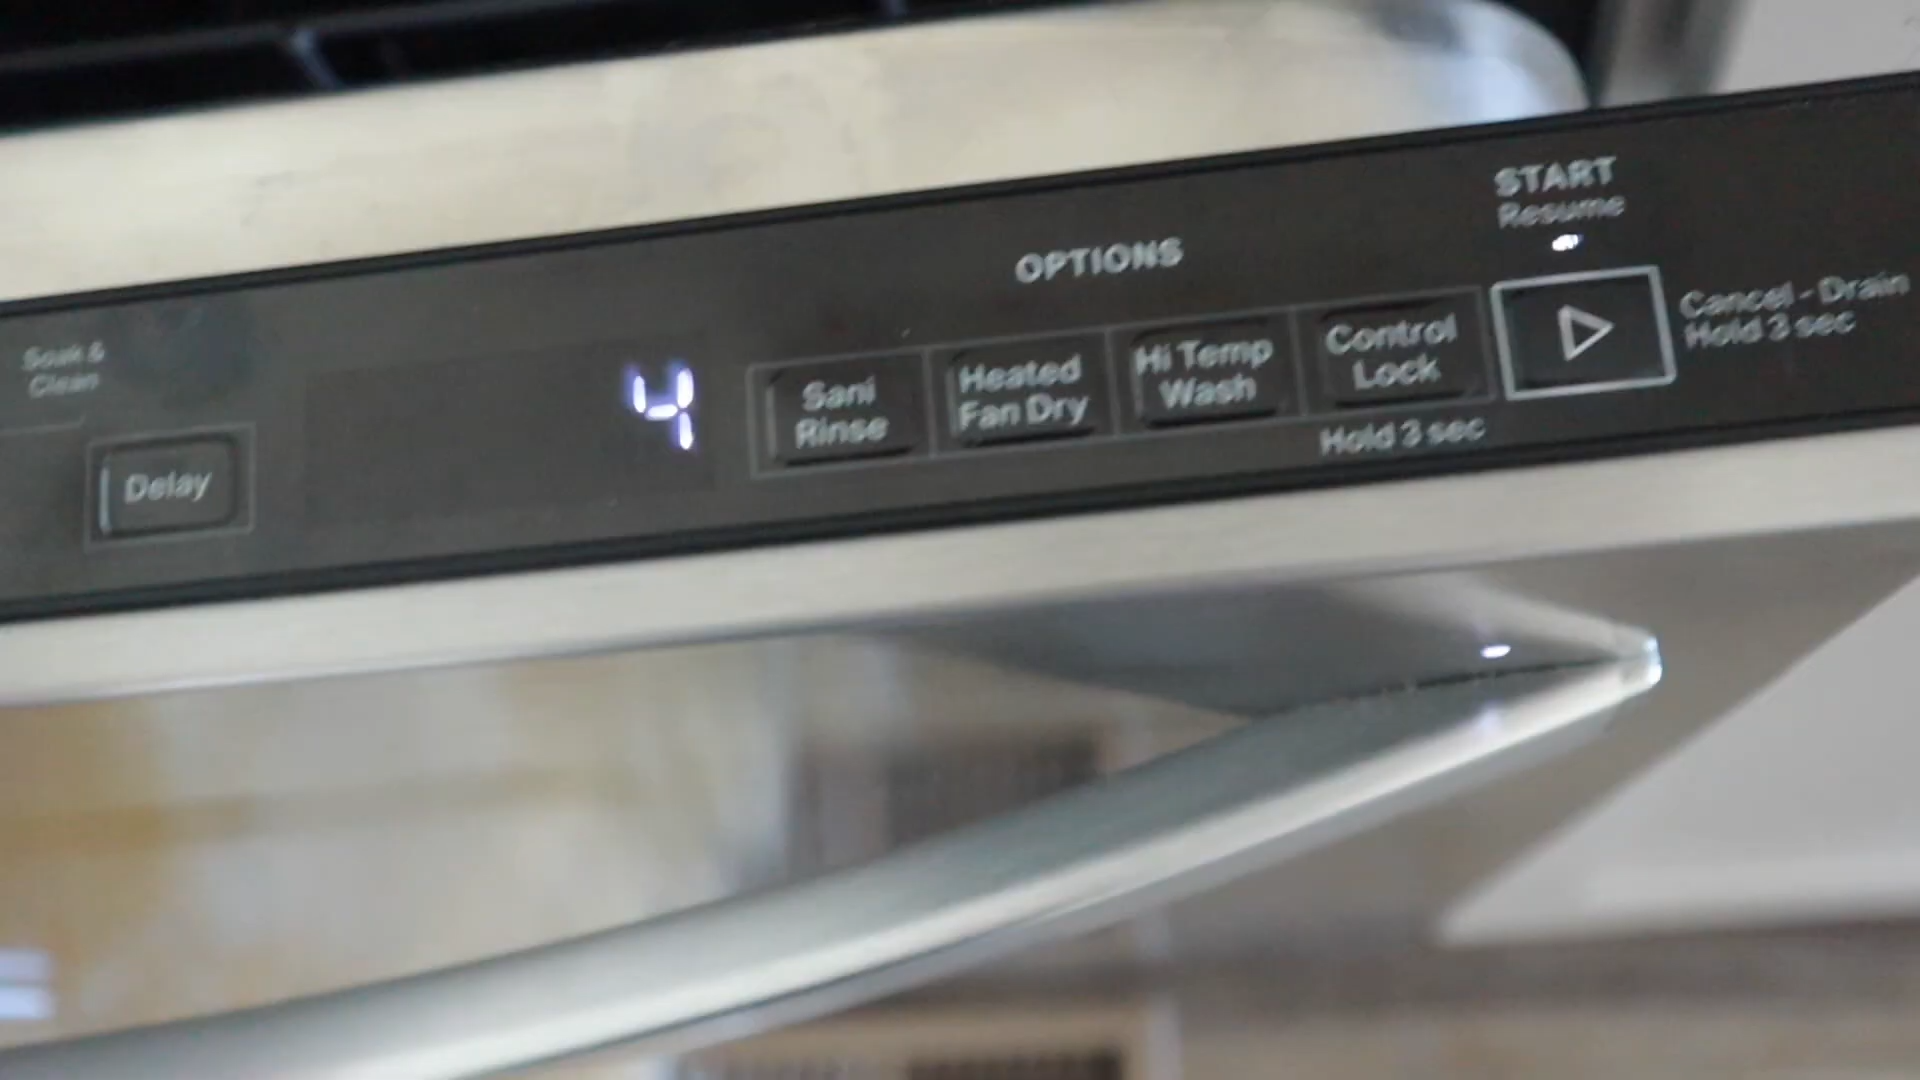 Soak &
Clean
Delay
4
OPTIONS
Sani
Rinse
Heated
Fan Dry
Hi Temp
Wash
Control
Lock
Hold 3 sec
START
Resume
Cancel - Drain
Hold 3 sec